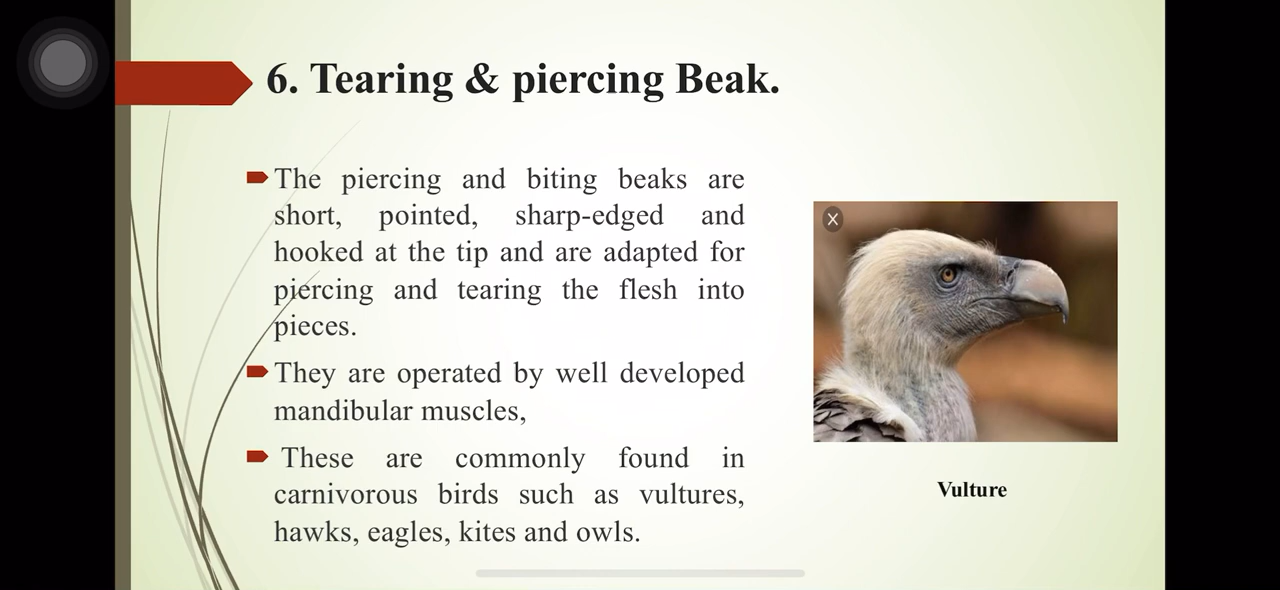 6. Tearing & piercing Beak.
The piercing and biting beaks are
short, pointed, sharp-edged and
hooked at the tip and are adapted for
piercing and tearing the flesh into
pieces.
They are operated by well developed
mandibular muscles,
These are commonly found in
carnivorous birds such as vultures,
hawks, eagles, kites and owls.
X
Vulture